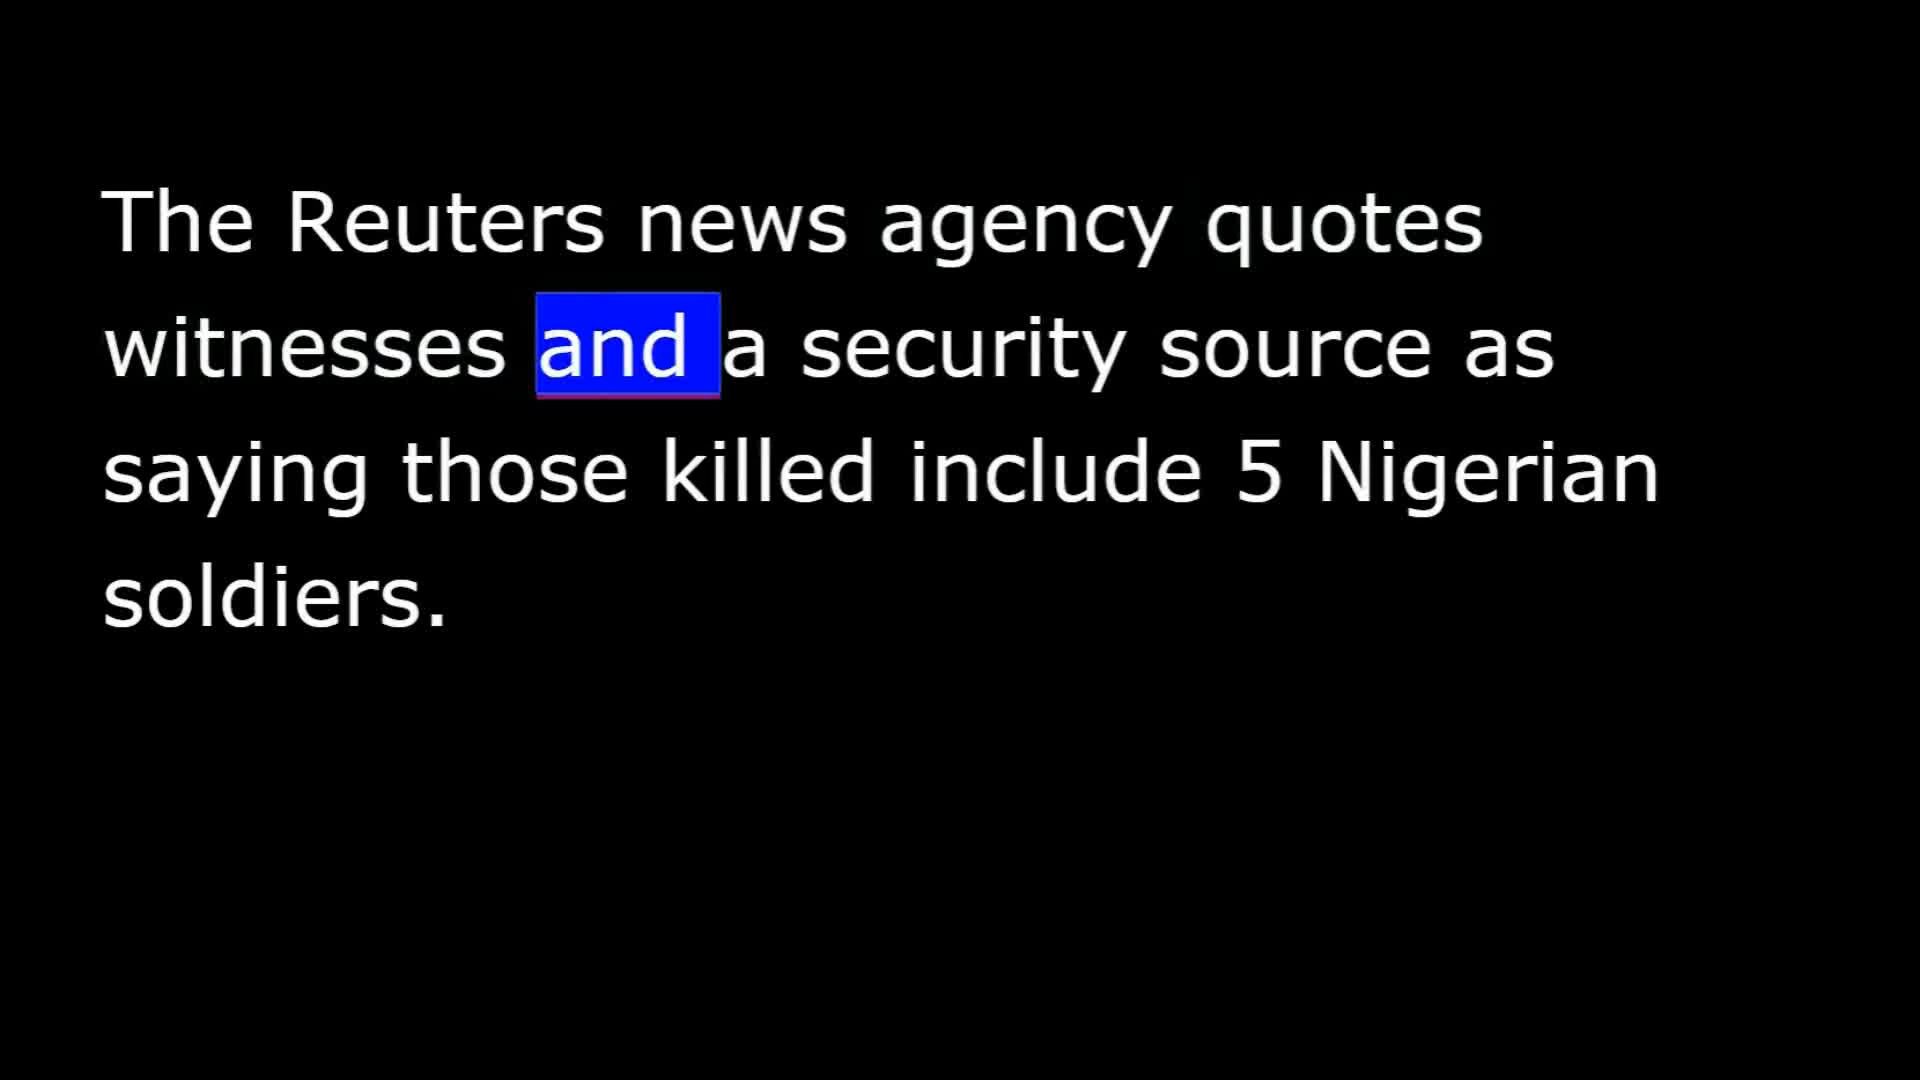 The Reuters news agency quotes
witnesses and a security source as
saying those killed include 5 Nigerian
soldiers.